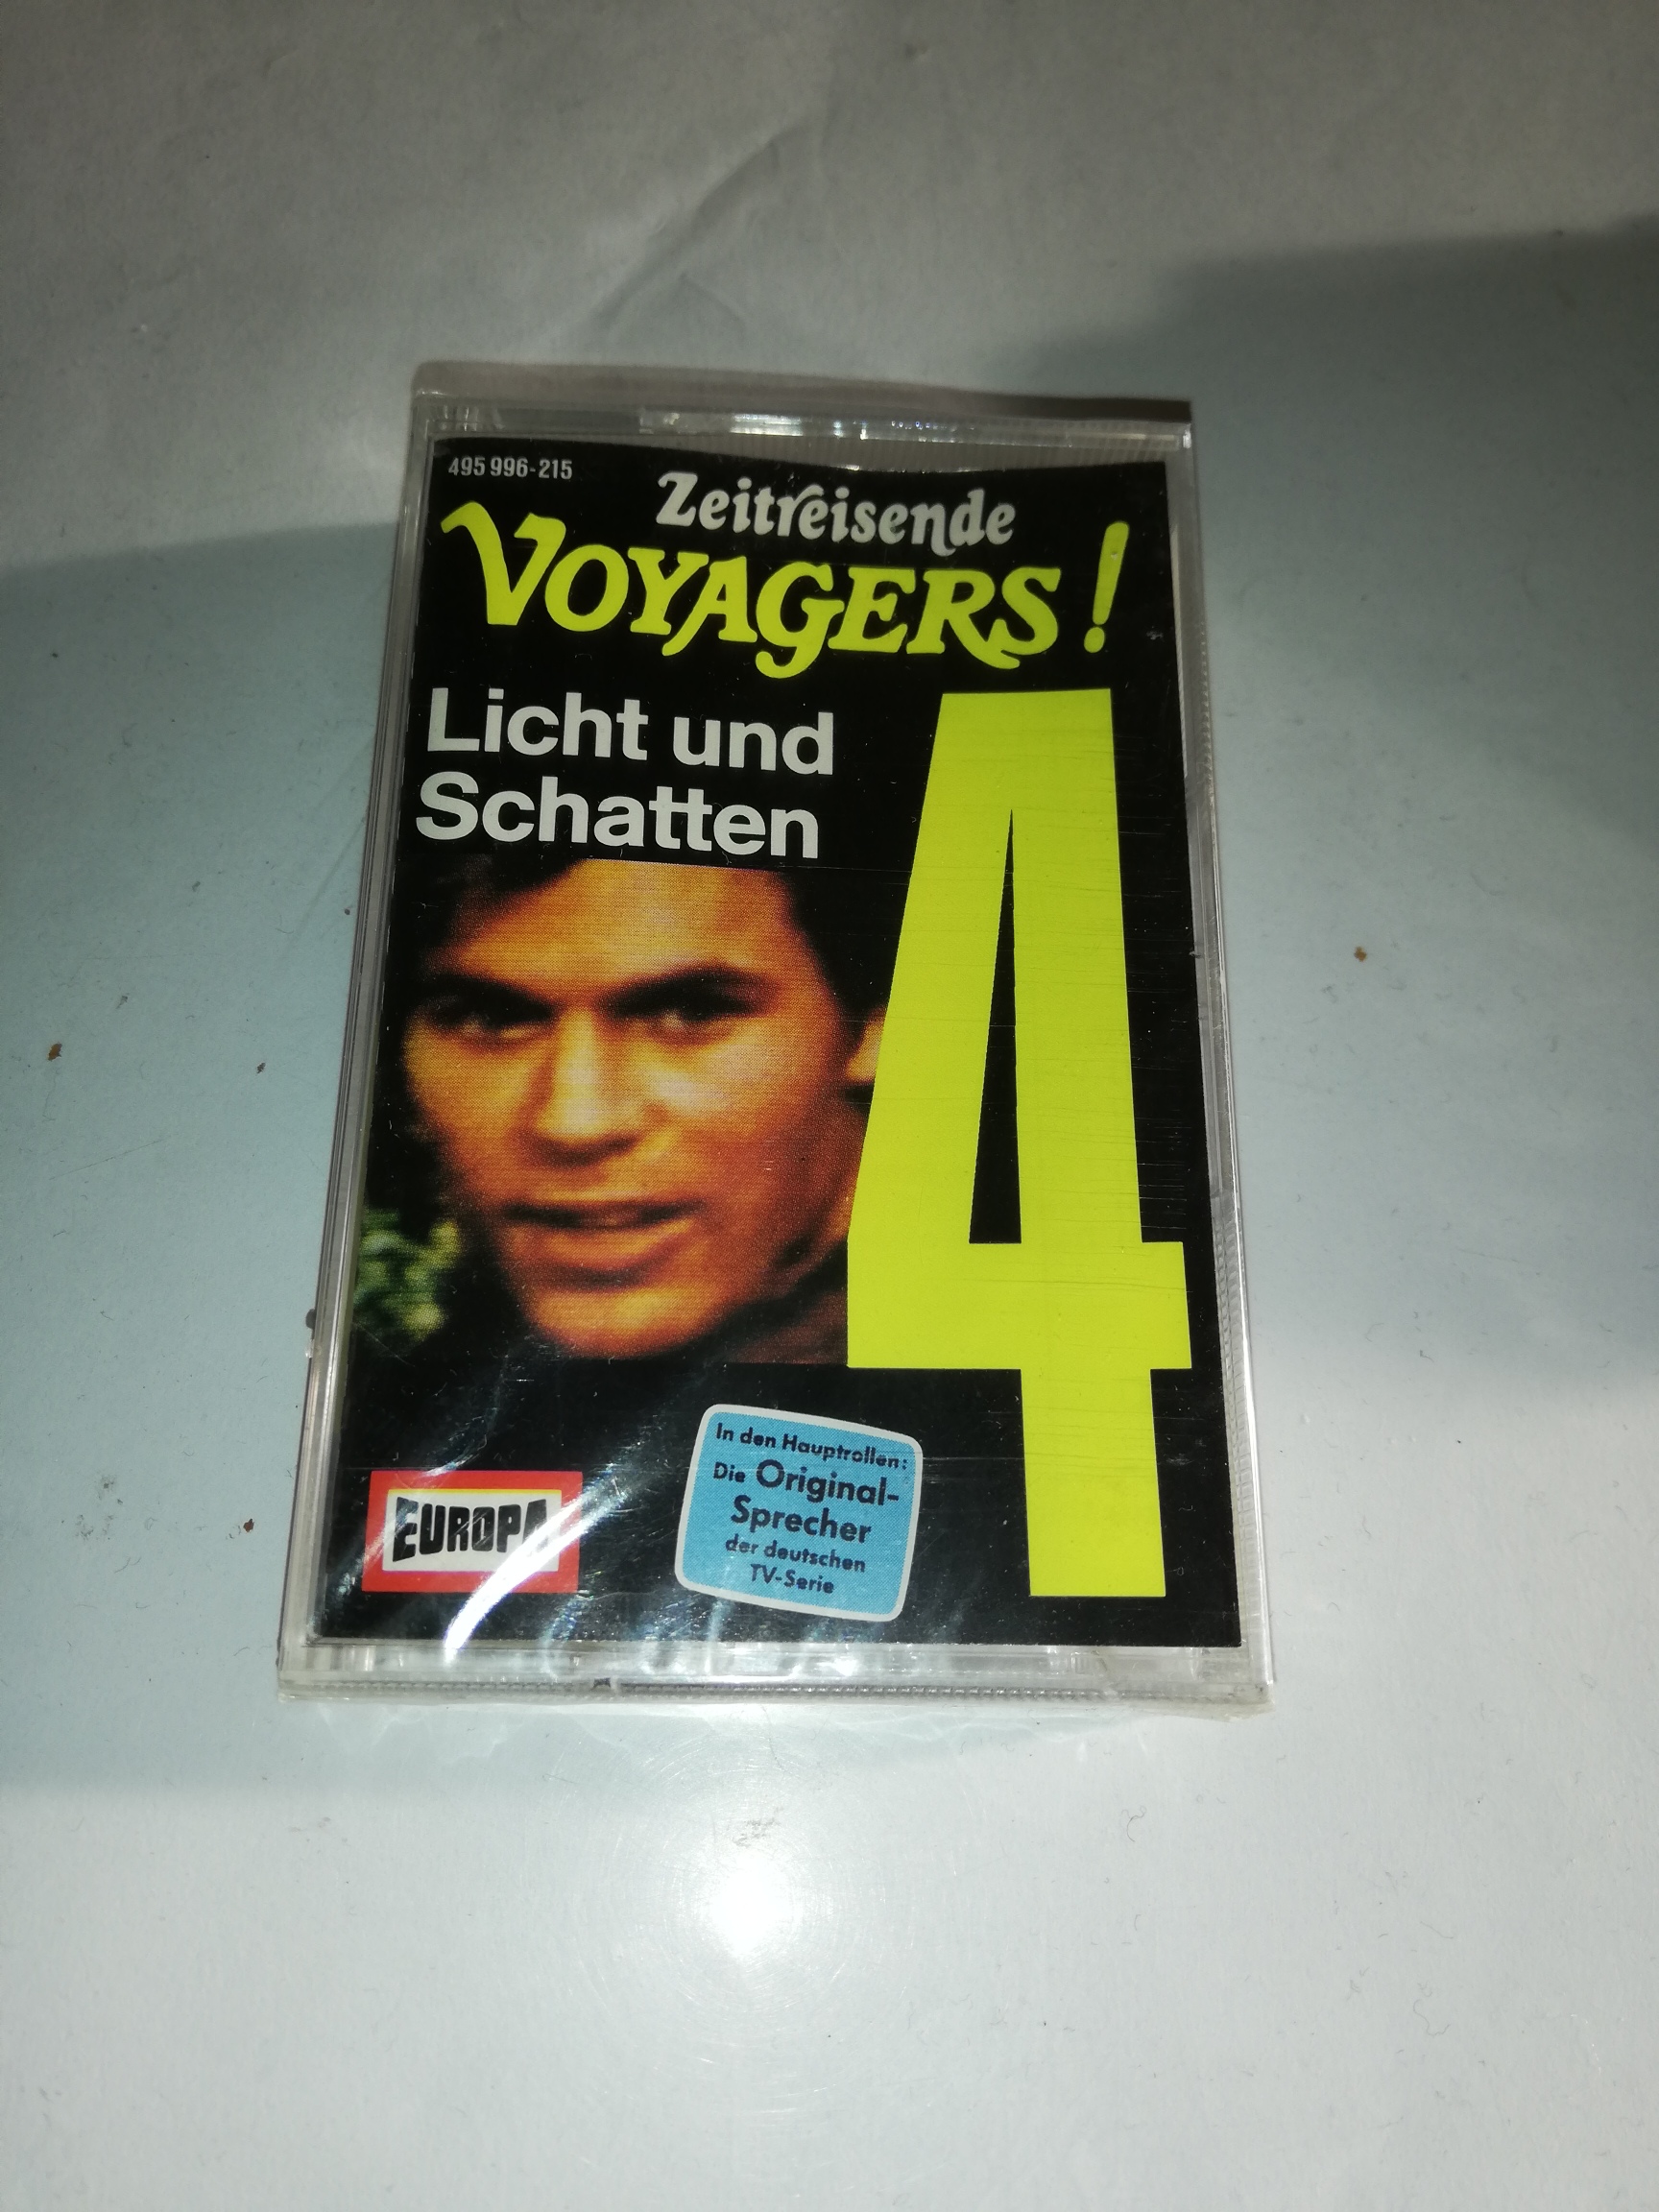 495 996-215
Zeitreisende
VOYAGERS!
Licht und
Schatten
4
In den Hauptrollen:
Die Original-
Sprecher
der deutschen
TV-Serie
EUROPA